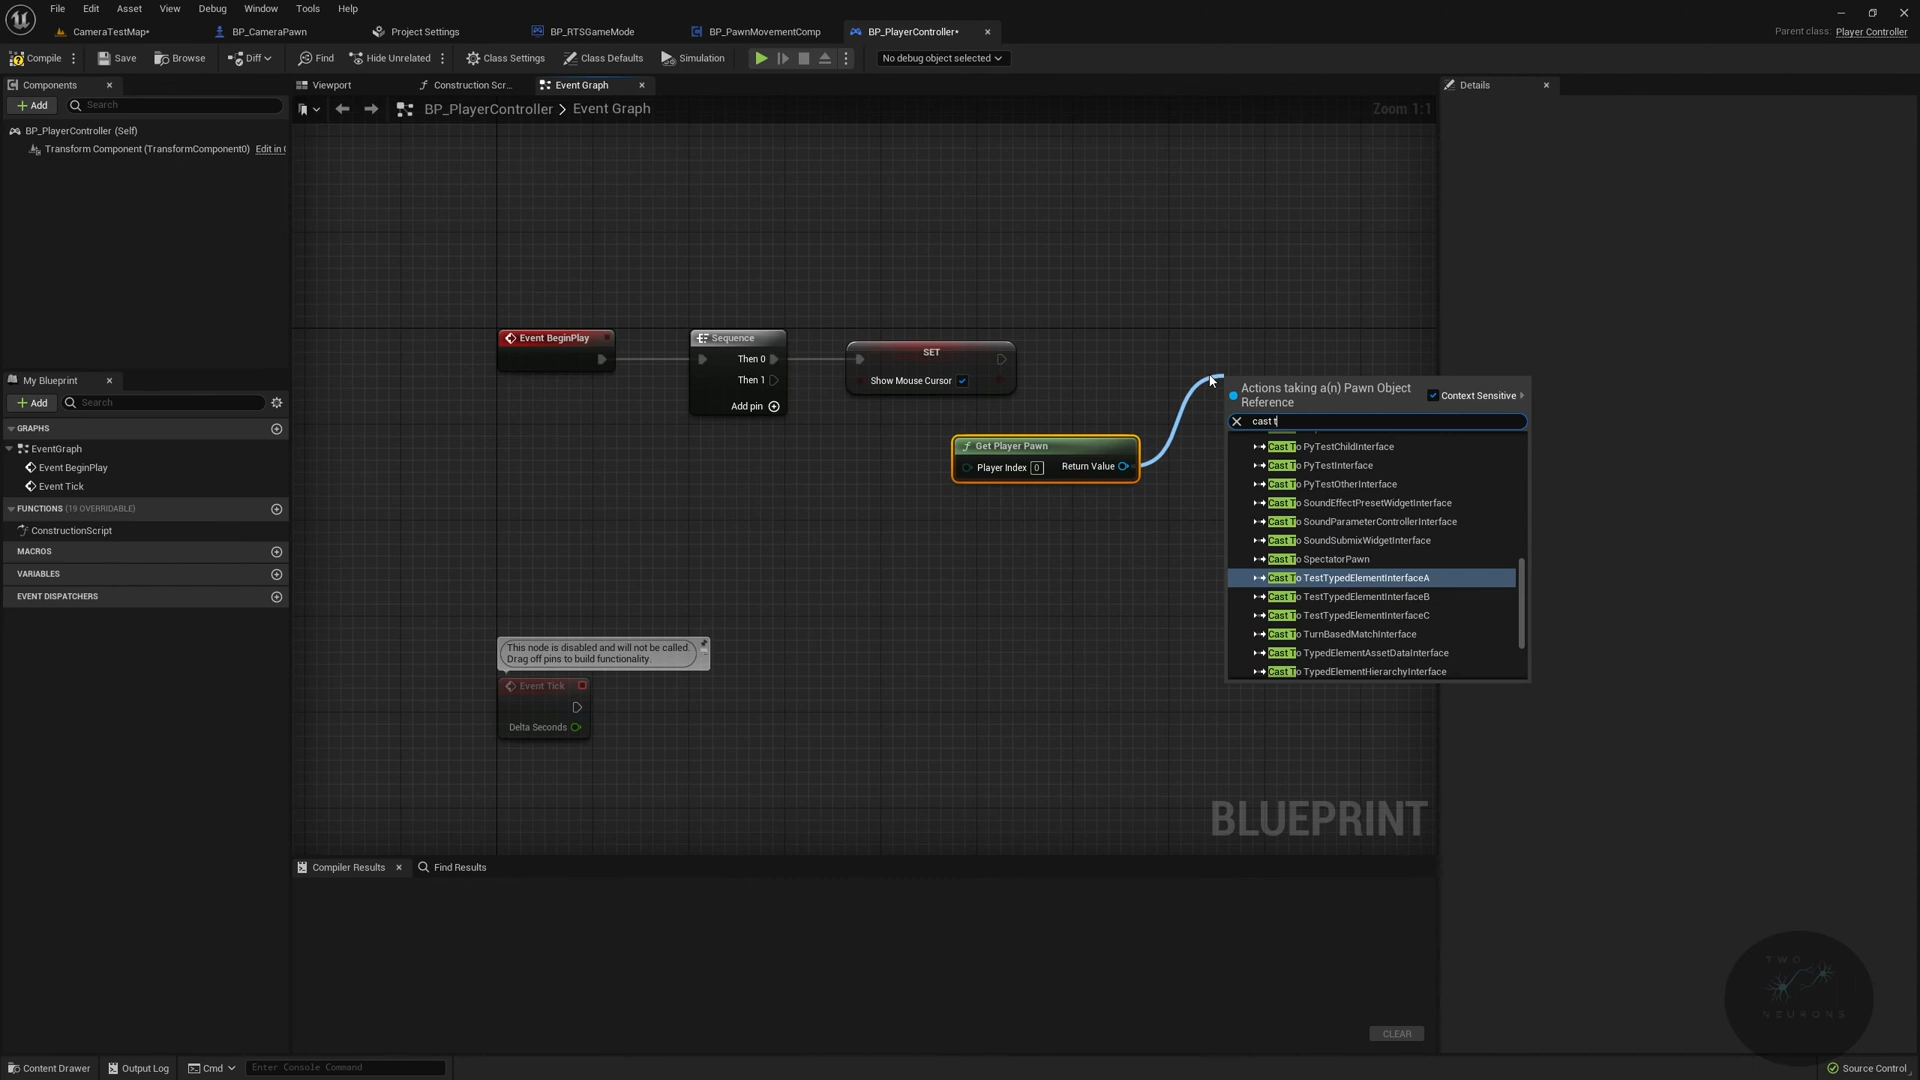 File Edit Asset View Debug Window Tools Help
CameraTestMap* BP_CameraPawn Project Settings BP_RTSGameMode BP_PawnMovementComp BP_PlayerController*
Parent class: Player Controller
Compile Save Browse Diff Find Hide Unrelated Class Settings Class Defaults Simulation No debug object selected
Components
Add Search
BP_PlayerController (Self)
Transform Component (TransformComponent0) Edit in C
My Blueprint
Add Search
GRAPHS
EventGraph
Event BeginPlay
Event Tick
FUNCTIONS (19 OVERRIDABLE)
ConstructionScript
MACROS
VARIABLES
EVENT DISPATCHERS
Viewport Construction Scr... Event Graph
BP_PlayerController > Event Graph Zoom 1:1
Event BeginPlay
Sequence
Then 0
Then 1
Add pin
SET
Show Mouse Cursor
Get Player Pawn
Player Index 0 Return Value
This node is disabled and will not be called.
Drag off pins to build functionality.
Event Tick
Delta Seconds
Actions taking a(n) Pawn Object
Reference
Context Sensitive
cast t
Cast To PyTestChildInterface
Cast To PyTestInterface
Cast To PyTestOtherInterface
Cast To SoundEffectPresetWidgetInterface
Cast To SoundParameterControllerInterface
Cast To SoundSubmixWidgetInterface
Cast To SpectatorPawn
Cast To TestTypedElementInterfaceA
Cast To TestTypedElementInterfaceB
Cast To TestTypedElementInterfaceC
Cast To TurnBasedMatchInterface
Cast To TypedElementAssetDataInterface
Cast To TypedElementHierarchyInterface
BLUEPRINT
Details
Compiler Results Find Results
CLEAR
TWO
NEURONS
Content Drawer Output Log Cmd Enter Console Command Source Control